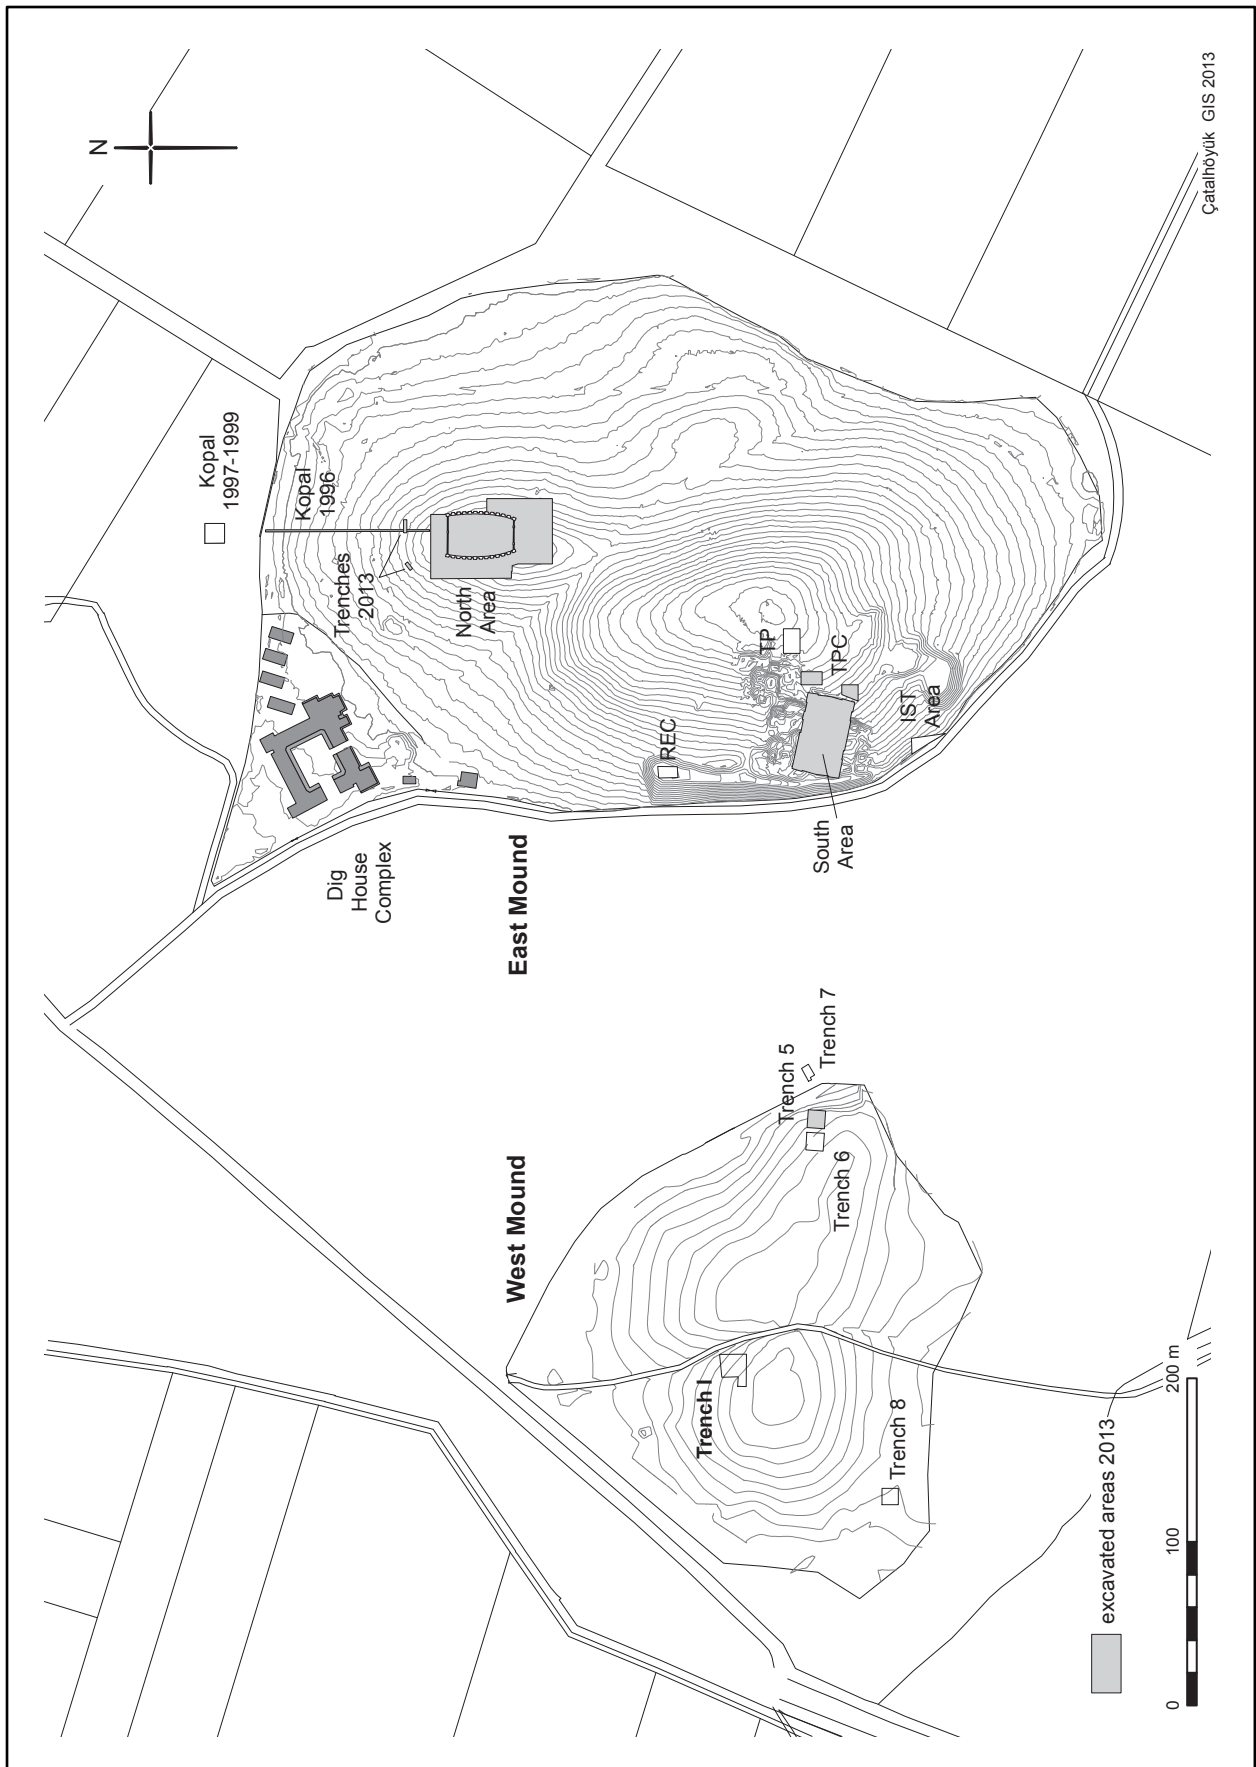 N
Kopal
1997-1999
Kopal
1996
Trenches
2013
North
Area
Dig
House
Complex
East Mound
TP
TPC
REC
IST
Area
South
Area
West Mound
Trench 5
Trench 7
Trench 6
Trench I
Trench 8
excavated areas 2013
0
100
200 m
Çatalhöyük GIS 2013